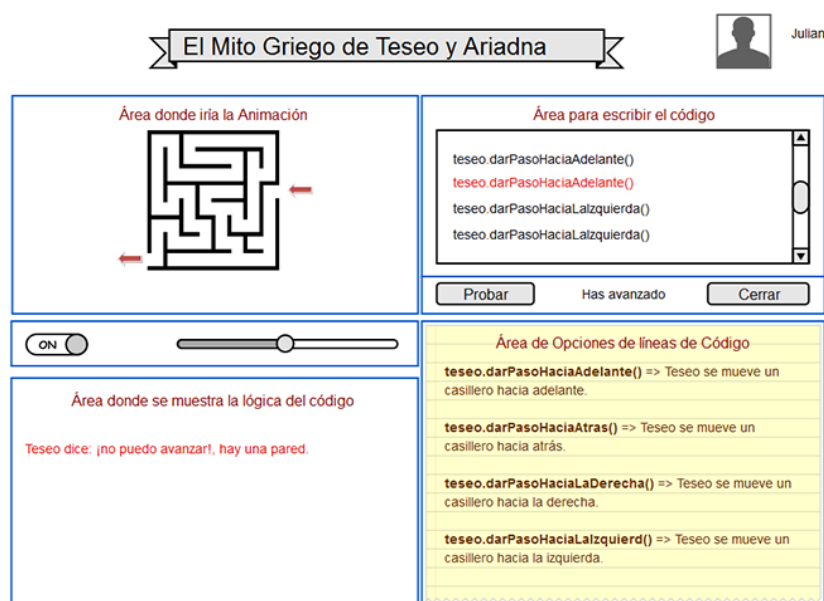 El Mito Griego de Teseo y Ariadna
Julian
Área donde iría la Animación
Área para escribir el código
teseo.darPasoHaciaAdelante()
teseo.darPasoHaciaAdelante()
teseo.darPasoHaciaLaIzquierda()
teseo.darPasoHaciaLaIzquierda()
Probar
Has avanzado
Cerrar
ON
Área donde se muestra la lógica del código
Teseo dice: ¡no puedo avanzar!, hay una pared.
Área de Opciones de líneas de Código
teseo.darPasoHaciaAdelante() => Teseo se mueve un
casillero hacia adelante.
teseo.darPasoHaciaAtras() => Teseo se mueve un
casillero hacia atrás.
teseo.darPasoHaciaLaDerecha() => Teseo se mueve un
casillero hacia la derecha.
teseo.darPasoHaciaLaIzquierd() => Teseo se mueve un
casillero hacia la izquierda.